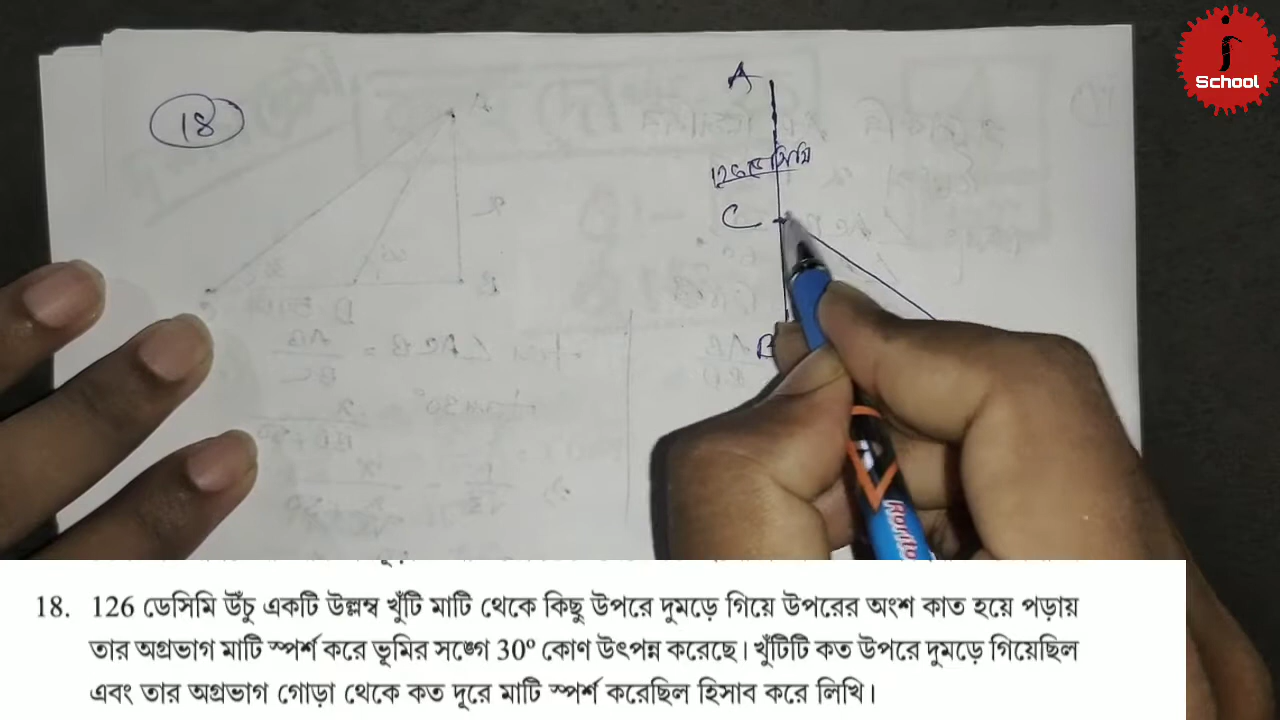 18
A
১২৬ ডেসিমি
C
B
School
18. 126 ডেসিমি উঁচু একটি উল্লম্ব খুঁটি মাটি থেকে কিছু উপরে দুমড়ে গিয়ে উপরের অংশ কাত হয়ে পড়ায়
তার অগ্রভাগ মাটি স্পর্শ করে ভূমির সঙ্গে 30° কোণ উৎপন্ন করেছে। খুঁটিটি কত উপরে দুমড়ে গিয়েছিল
এবং তার অগ্রভাগ গোড়া থেকে কত দূরে মাটি স্পর্শ করেছিল হিসাব করে লিখি।